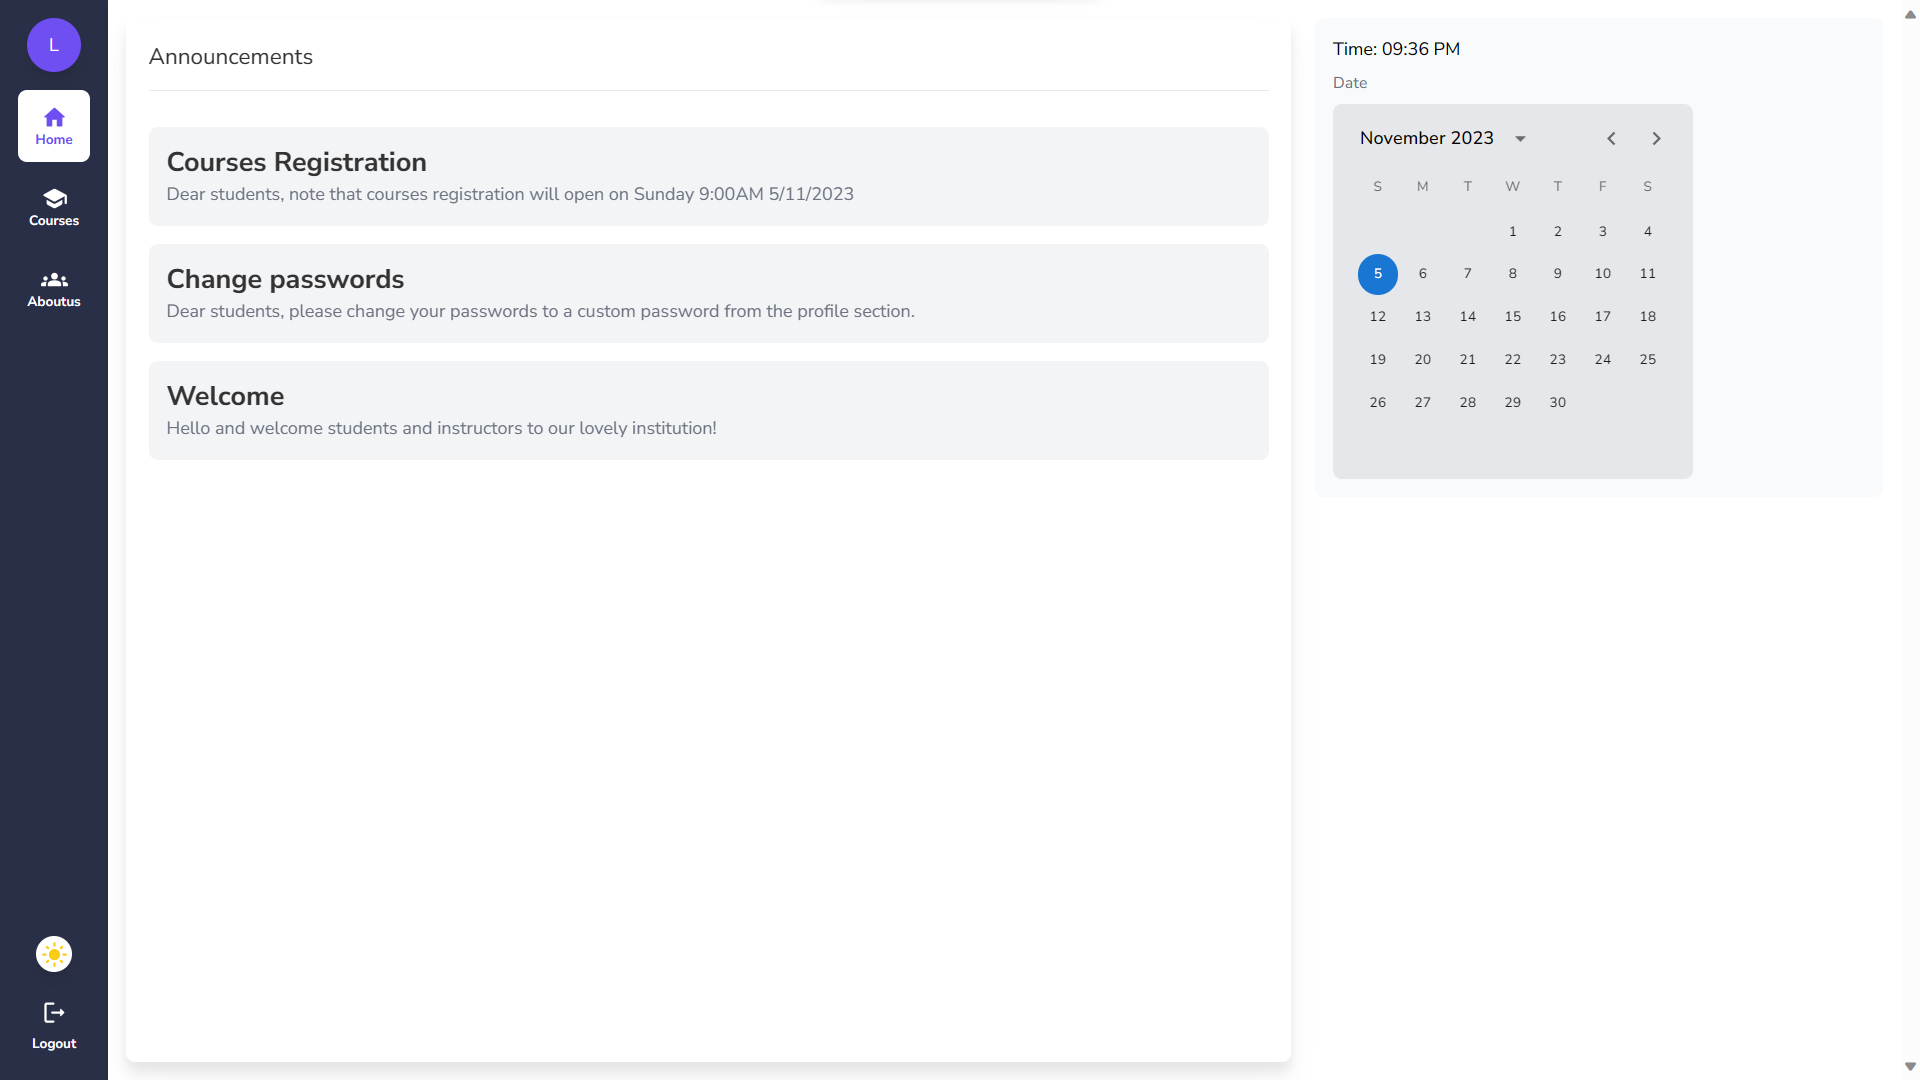 L
Home
Courses
Aboutus
Logout
Announcements
Courses Registration
Dear students, note that courses registration will open on Sunday 9:00AM 5/11/2023
Change passwords
Dear students, please change your passwords to a custom password from the profile section.
Welcome
Hello and welcome students and instructors to our lovely institution!
Time: 09:36 PM
Date
November 2023
S M T W T F S
1 2 3 4
5 6 7 8 9 10 11
12 13 14 15 16 17 18
19 20 21 22 23 24 25
26 27 28 29 30